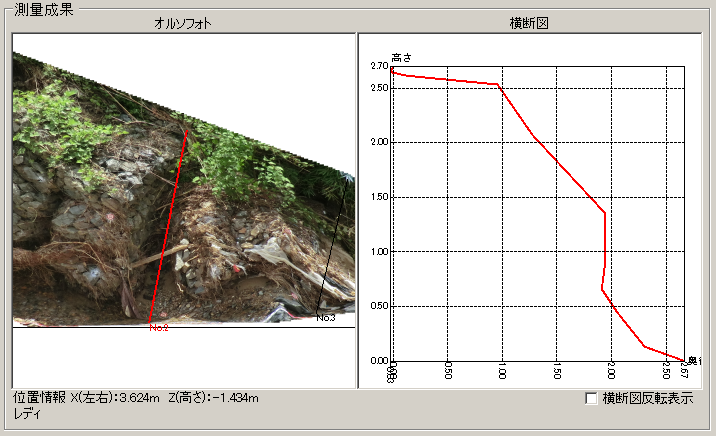 測量成果
オルソフォト
横断図
高さ
2.70
2.50
2.00
1.50
1.00
0.50
0.00
0.50
1.00
1.50
2.00
2.50
2.67
No.2
No.3
位置情報 X(左右):3.624m Z(高さ):-1.434m
横断図反転表示
レディ